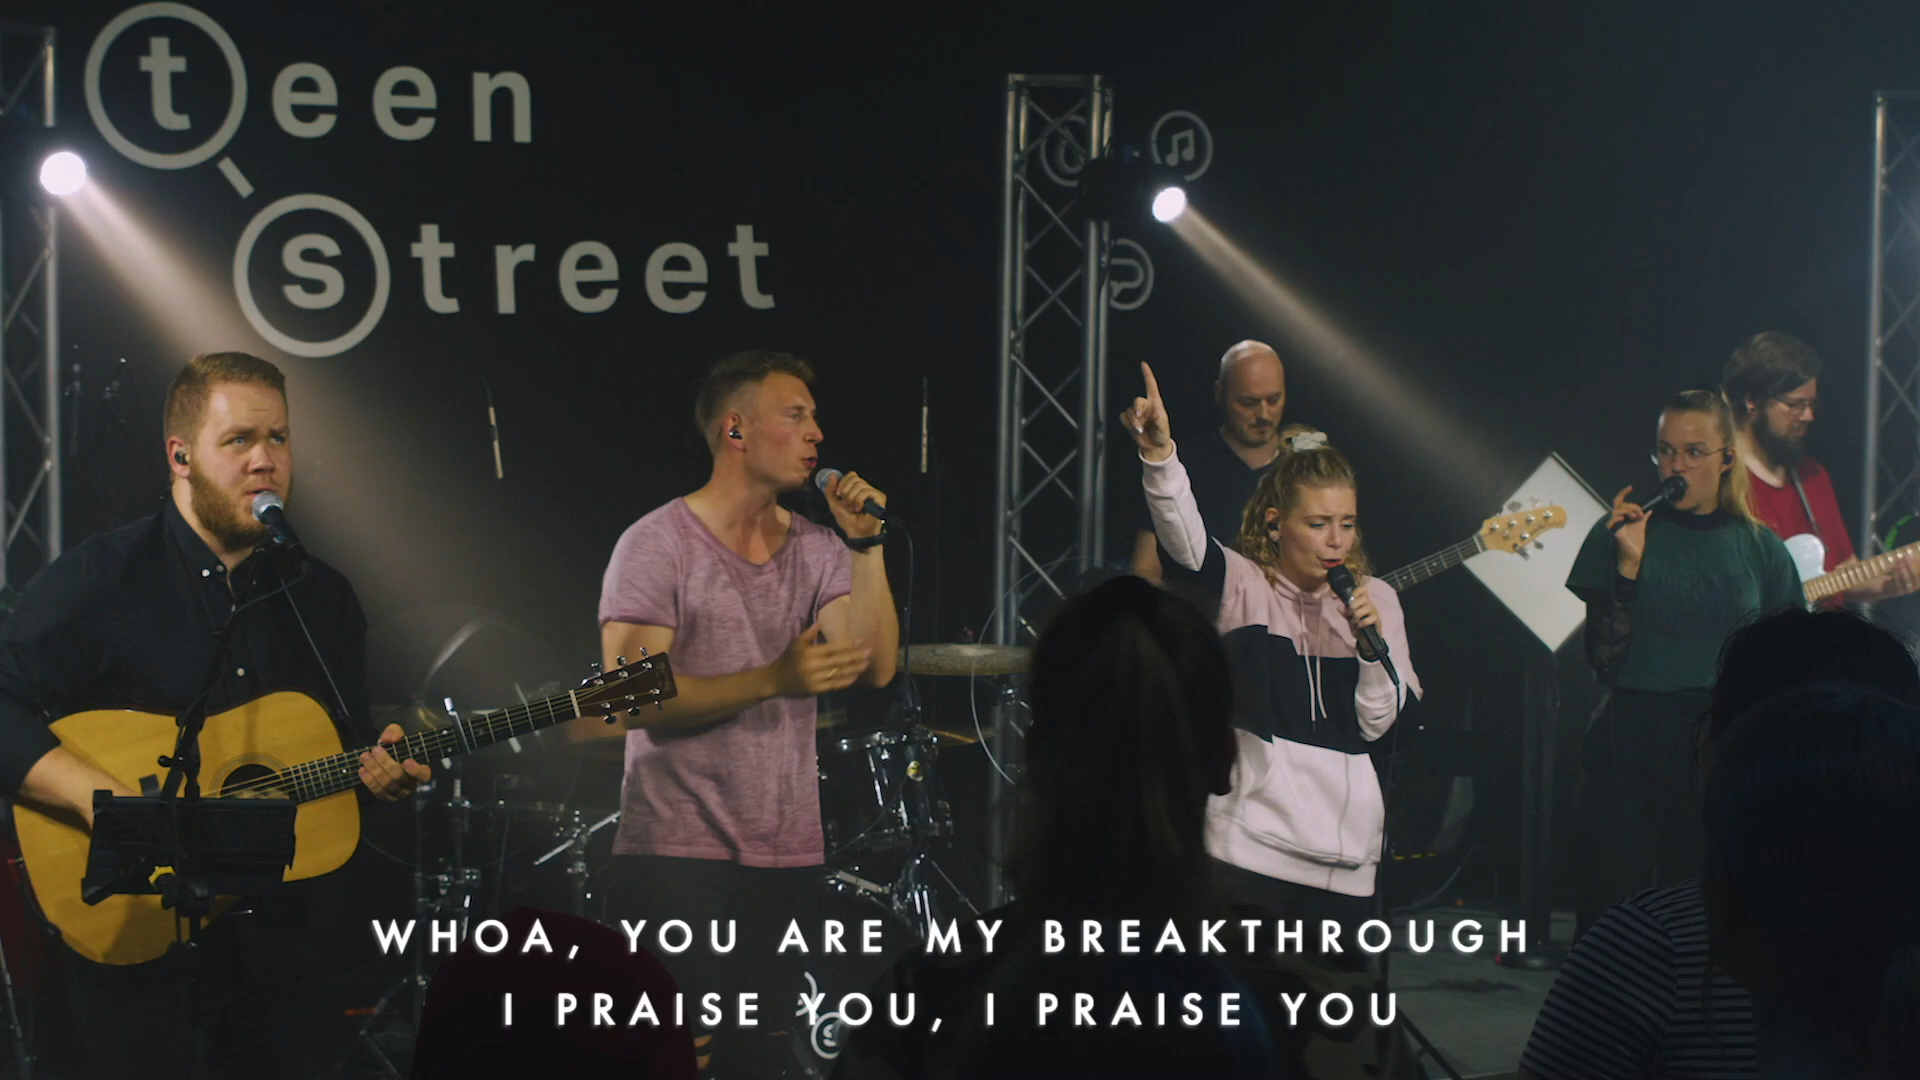 teen
street
WHOA, YOU ARE MY BREAKTHROUGH
I PRAISE YOU, I PRAISE YOU